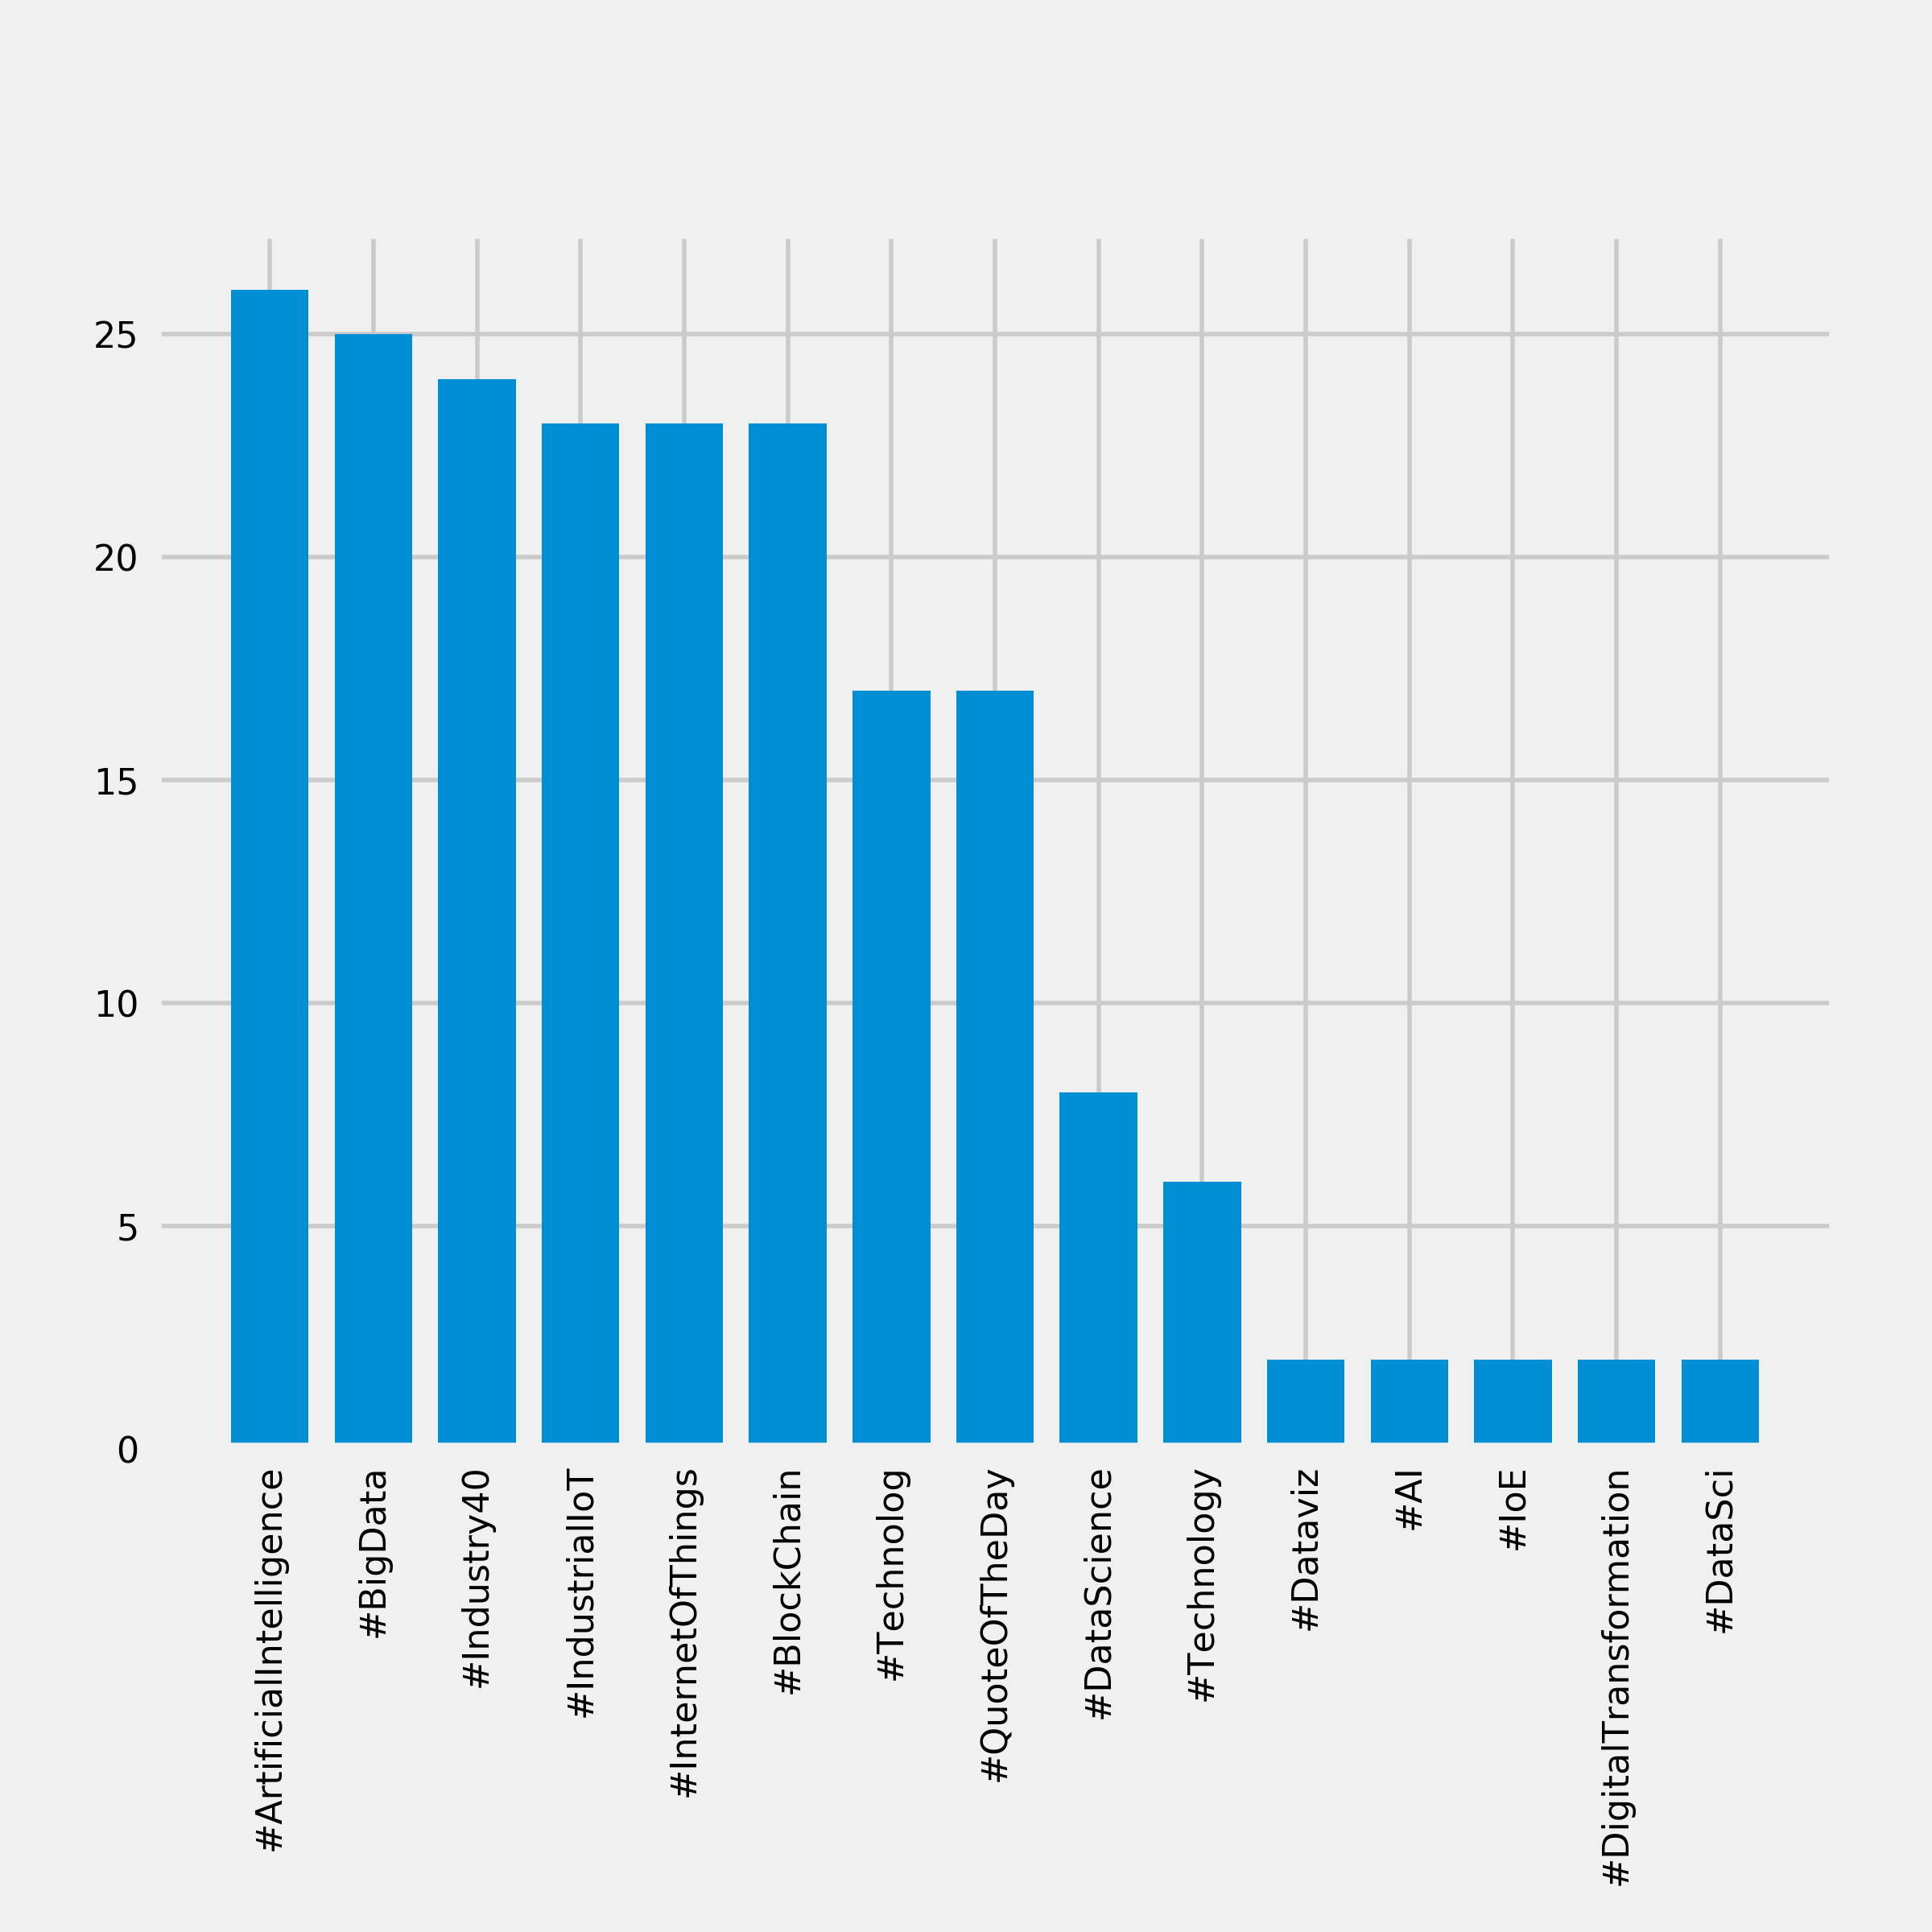 25
20
15
10
5
0
#ArtificialIntelligence
#BigData
#Industry40
#IndustrialIoT
#InternetOfThings
#BlockChain
#Technolog
#QuoteOfTheDay
#DataScience
#Technology
#Dataviz
#AI
#IoE
#DigitalTransformation
#DataSci